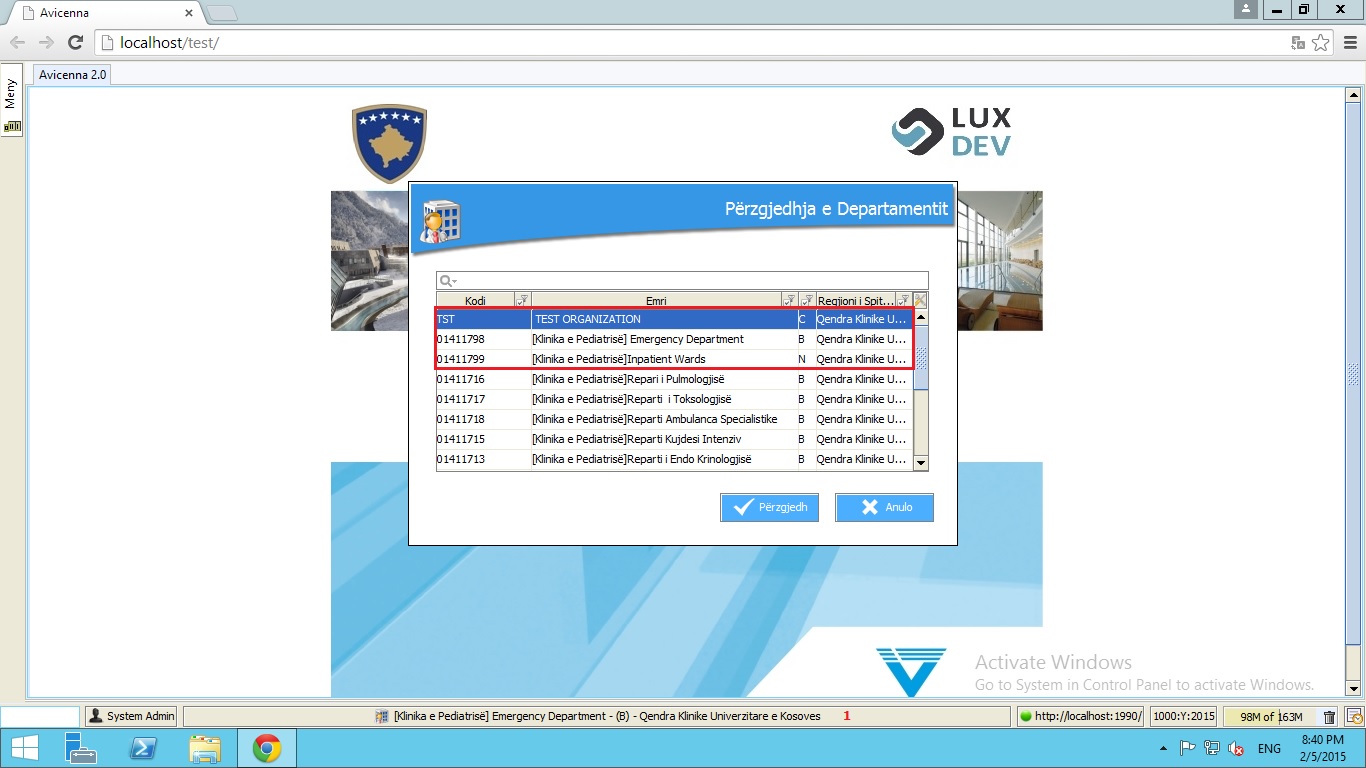 Avicenna
localhost/test/
Meny
Avicenna 2.0
LUX
DEV
Përzgjedhja e Departamentit
Kodi Emri Regjioni i Spit...
TST TEST ORGANIZATION C Qendra Klinike U...
01411798 [Klinika e Pediatrisë] Emergency Department B Qendra Klinike U...
01411799 [Klinika e Pediatrisë]Inpatient Wards N Qendra Klinike U...
01411716 [Klinika e Pediatrisë]Repari i Pulmologjisë B Qendra Klinike U...
01411717 [Klinika e Pediatrisë]Reparti i Toksologjisë B Qendra Klinike U...
01411718 [Klinika e Pediatrisë]Reparti Ambulanca Specialistike B Qendra Klinike U...
01411715 [Klinika e Pediatrisë]Reparti Kujdesi Intenziv B Qendra Klinike U...
01411713 [Klinika e Pediatrisë]Reparti i Endo Krinologjisë B Qendra Klinike U...
Përzgjedh Anulo
Activate Windows
Go to System in Control Panel to activate Windows.
System Admin [Klinika e Pediatrisë] Emergency Department - (B) - Qendra Klinike Univerzitare e Kosoves 1 http://localhost:1990/ 1000:Y:2015 98M of 163M
ENG 8:40 PM
2/5/2015